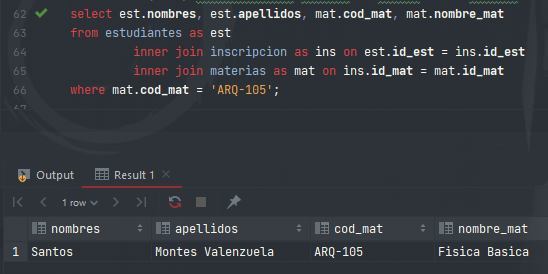 62 select est.nombres, est.apellidos, mat.cod_mat, mat.nombre_mat
63 from estudiantes as est
64 inner join inscripcion as ins on est.id_est = ins.id_est
65 inner join materias as mat on ins.id_mat = mat.id_mat
66 where mat.cod_mat = 'ARQ-105';
67
Output Result 1
1 row
nombres apellidos cod_mat nombre_mat
1 Santos Montes Valenzuela ARQ-105 Fisica Basica